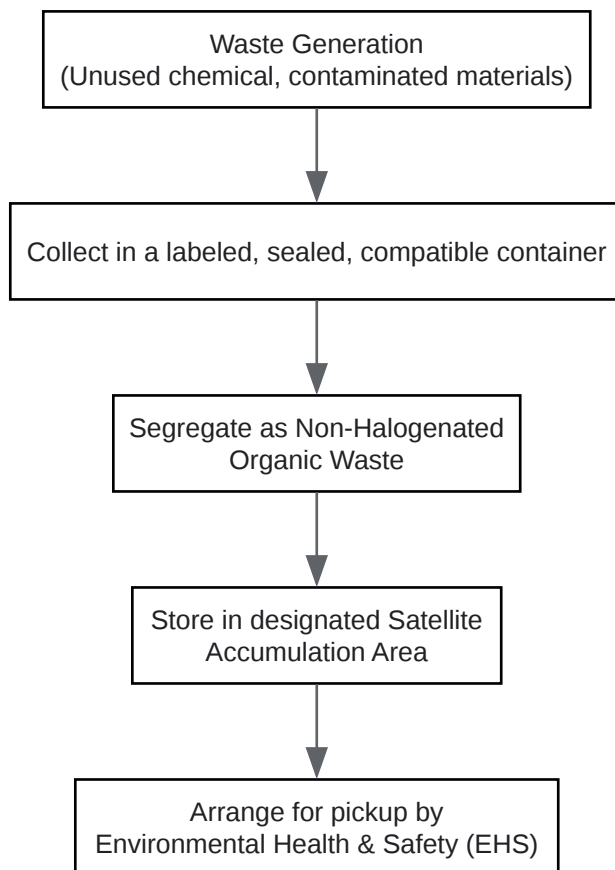 Waste Generation
(Unused chemical, contaminated materials)
Collect in a labeled, sealed, compatible container
Segregate as Non-Halogenated
Organic Waste
Store in designated Satellite
Accumulation Area
Arrange for pickup by
Environmental Health & Safety (EHS)